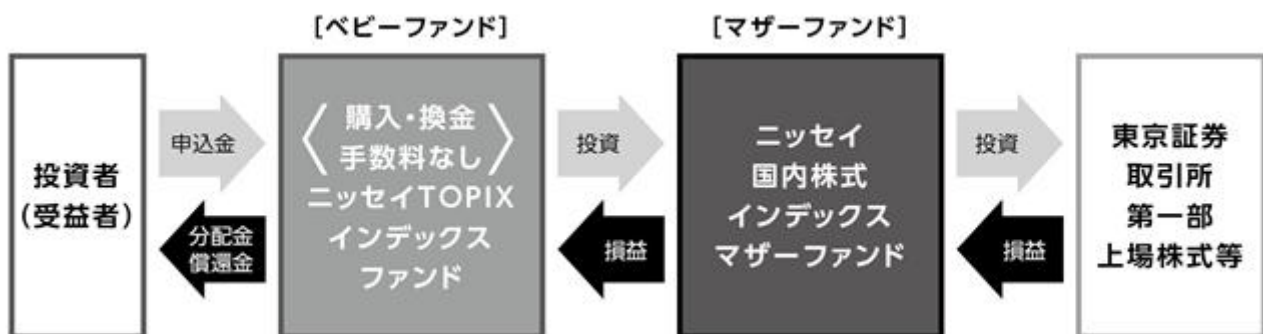 [ベビーファンド]
[マザーファンド]
投資者
(受益者)
申込金
分配金
償還金
〈購入・換金
手数料なし〉
ニッセイTOPIX
インデックス
ファンド
投資
損益
ニッセイ
国内株式
インデックス
マザーファンド
投資
損益
東京証券
取引所
第一部
上場株式等